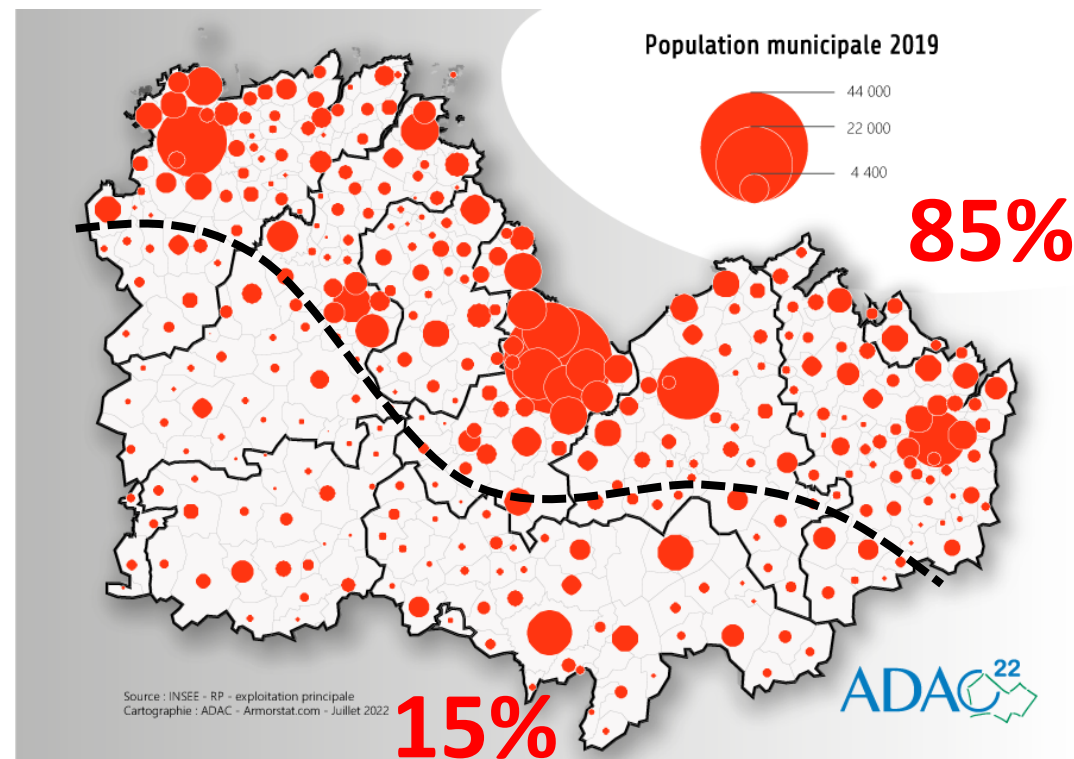 Population municipale 2019
44 000
22 000
4 400
85%
Source : INSEE - RP - exploitation principale
Cartographie : ADAC - Armorstat.com - Juillet 2022
15%
ADAC 22